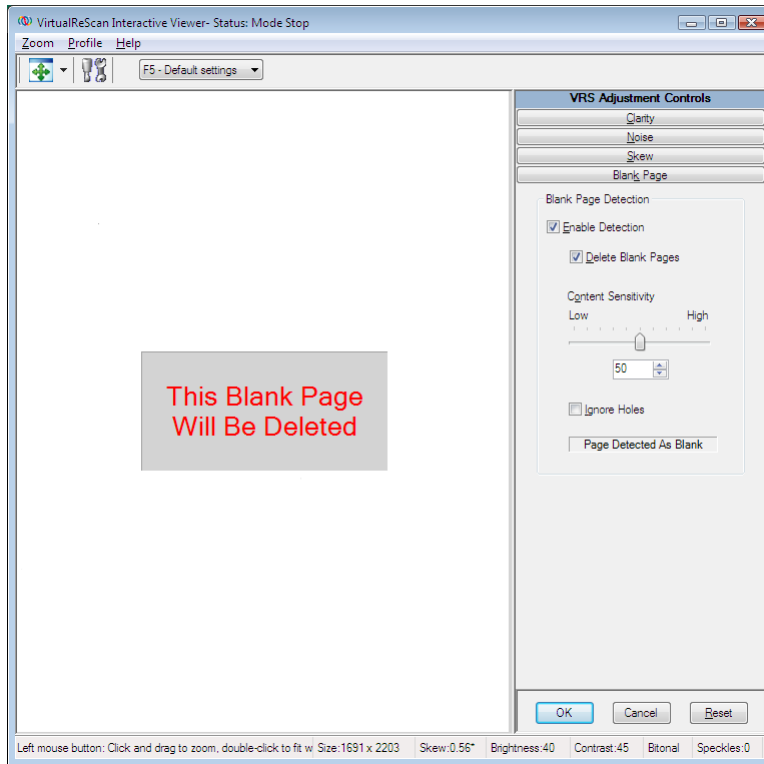 VirtualReScan Interactive Viewer- Status: Mode Stop
Zoom Profile Help
F5 - Default settings
VRS Adjustment Controls
Clarity
Noise
Skew
Blank Page
Blank Page Detection
Enable Detection
Delete Blank Pages
Content Sensitivity
Low High
50
Ignore Holes
Page Detected As Blank
This Blank Page
Will Be Deleted
OK Cancel Reset
Left mouse button: Click and drag to zoom, double-click to fit w Size:1691 x 2203 Skew:0.56* Brightness:40 Contrast:45 Bitonal Speckles:0